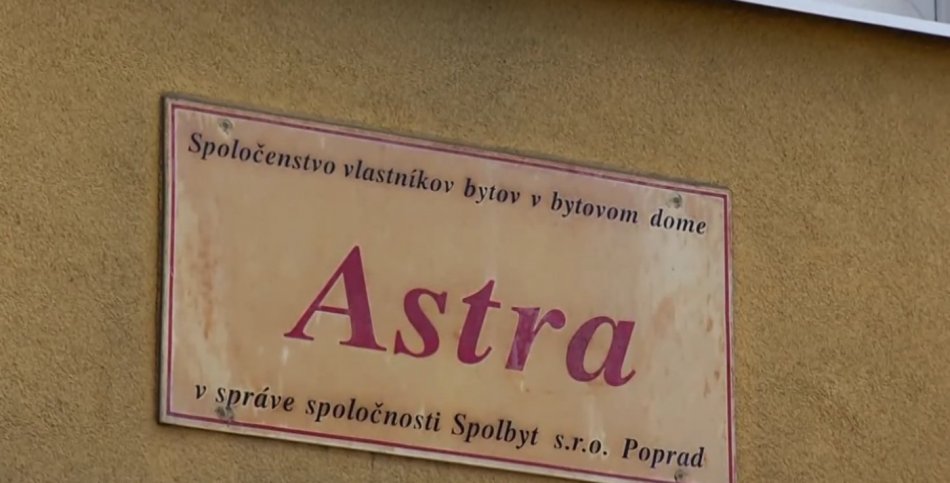 Spoločenstvo vlastníkov bytov v bytovom dome
Astra
v správe spoločnosti Spolbyt s.r.o. Poprad